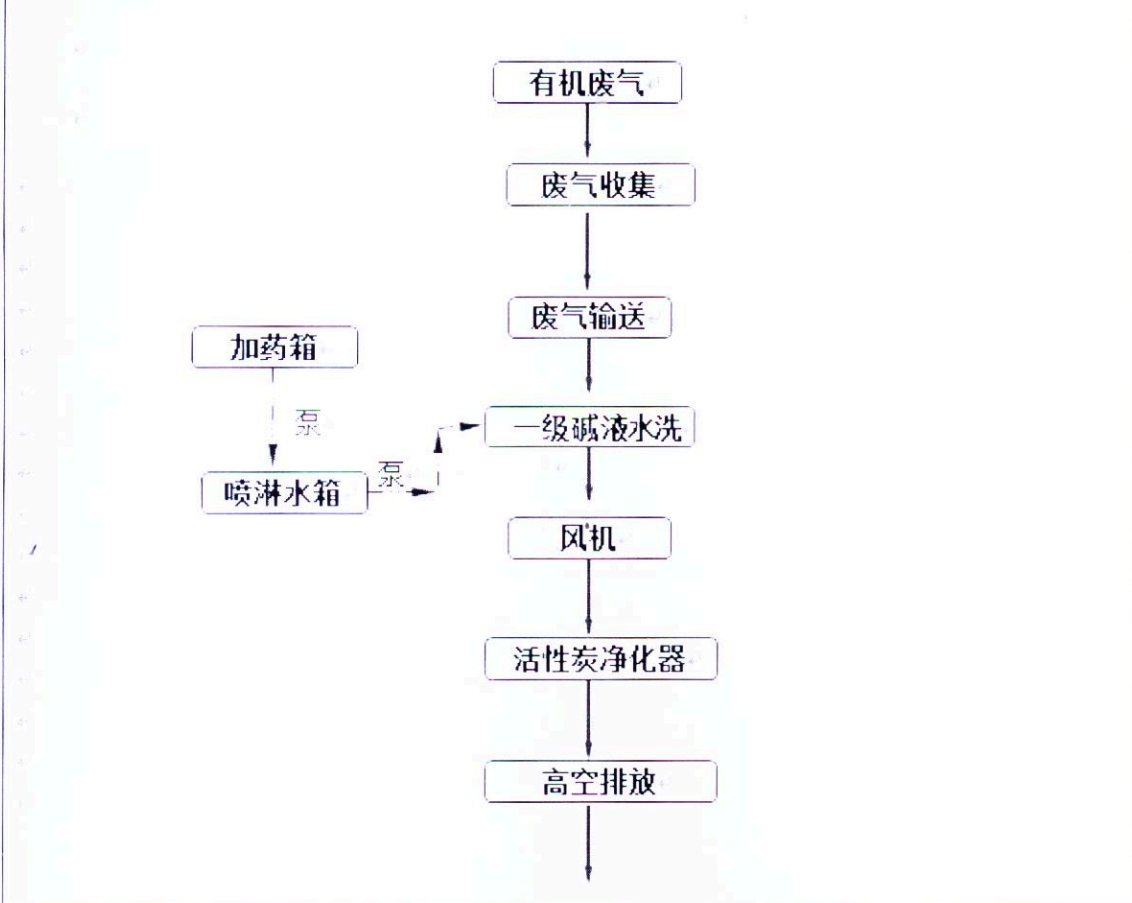 有机废气
废气收集
废气输送
加药箱
泵
一级碱液水洗
泵
喷淋水箱
风机
活性炭净化器
高空排放